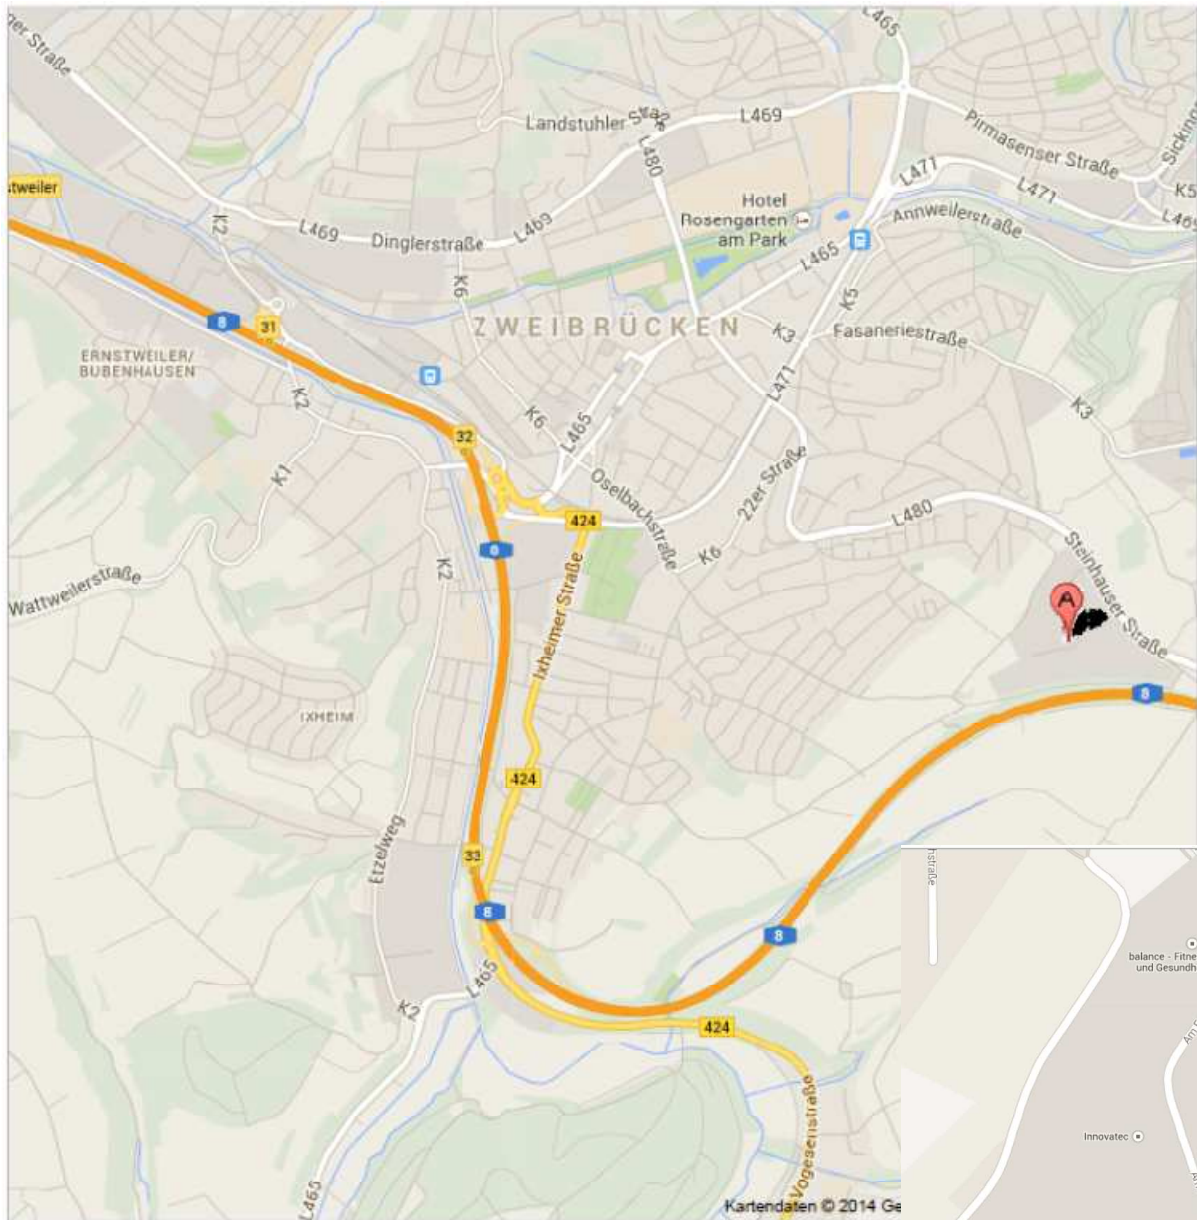 ger Straße
L465
Landstuhler Straße
L469
L480
Pirmasenser Straße
L471
L471
K5
stweiler
K2
L469
Dinglerstraße
L469
Hotel
Rosengarten
am Park
L465
Annweilerstraße
K6
K5
8
31
ZWEIBRÜCKEN
K3
Fasaneriestraße
ERNSTWEILER/
BUBENHAUSEN
K2
K6
L465
L471
K3
32
K1
Oselbachstraße
22er Straße
L480
424
8
K2
K6
Steinhauser Straße
Wattweilerstraße
Ixheimer Straße
A
8
IXHEIM
424
Etzelweg
33
8
8
L465
K2
424
Vogesenstraße
L465
hstraße
balance - Fitne
und Gesundh
Innovatec
Kartendaten © 2014 Ge